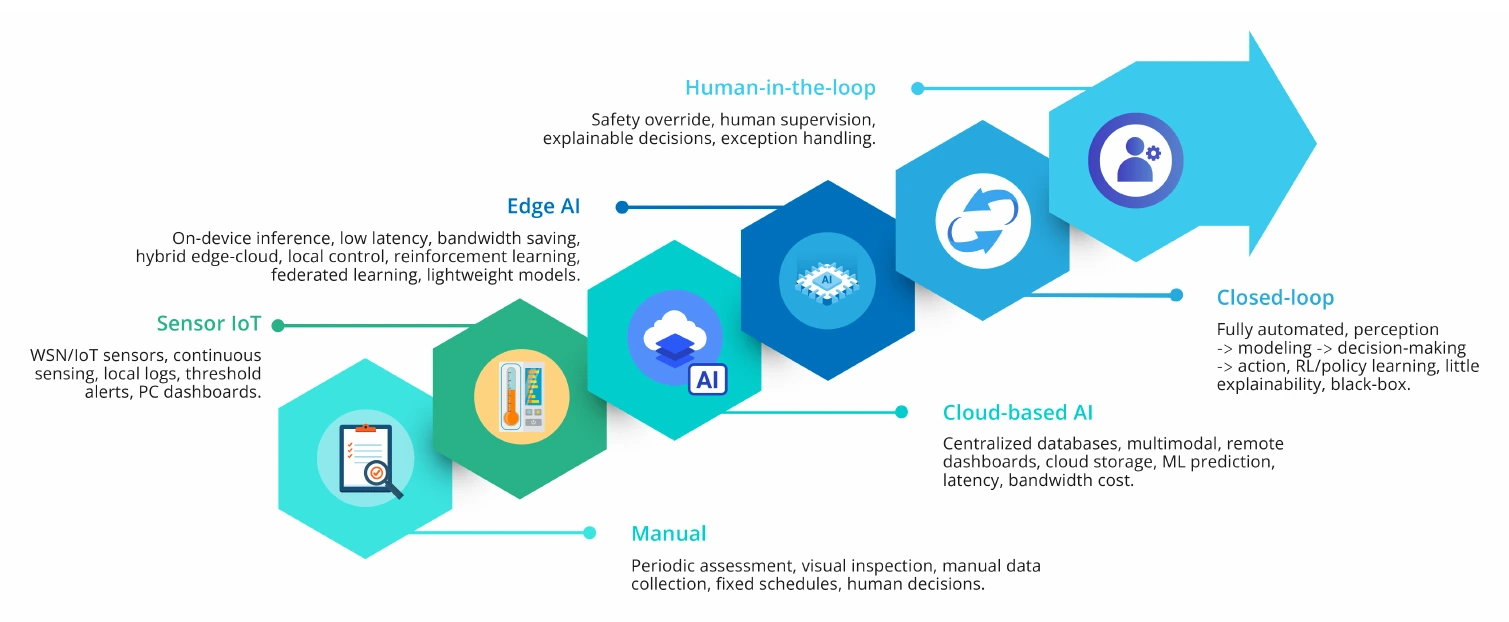 Human-in-the-loop
Safety override, human supervision,
explainable decisions, exception handling.
Edge AI
On-device inference, low latency, bandwidth saving,
hybrid edge-cloud, local control, reinforcement learning,
federated learning, lightweight models.
AI
Closed-loop
Fully automated, perception
-> modeling -> decision-making
-> action, RL/policy learning, little
explainability, black-box.
Sensor IoT
WSN/IoT sensors, continuous
sensing, local logs, threshold
alerts, PC dashboards.
AI
Cloud-based AI
Centralized databases, multimodal, remote
dashboards, cloud storage, ML prediction,
latency, bandwidth cost.
Manual
Periodic assessment, visual inspection, manual data
collection, fixed schedules, human decisions.